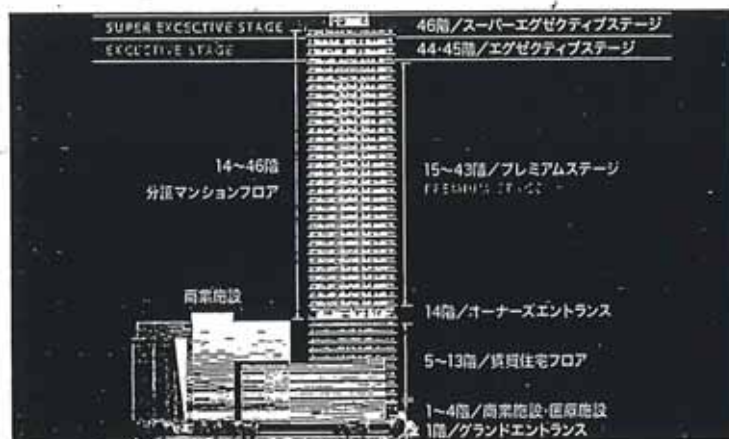 SUPER EXCECTIVE STAGE
46階/スーパーエグゼクティブステージ
EXCECTIVE STAGE
44・45階/エグゼクティブステージ
14〜46階
分譲マンションフロア
15〜43階/プレミアムステージ
PREMIUM STAGE
商業施設
14階/オーナーズエントランス
5〜13階/賃貸住宅フロア
1〜4階/商業施設・医療施設
1階/グランドエントランス